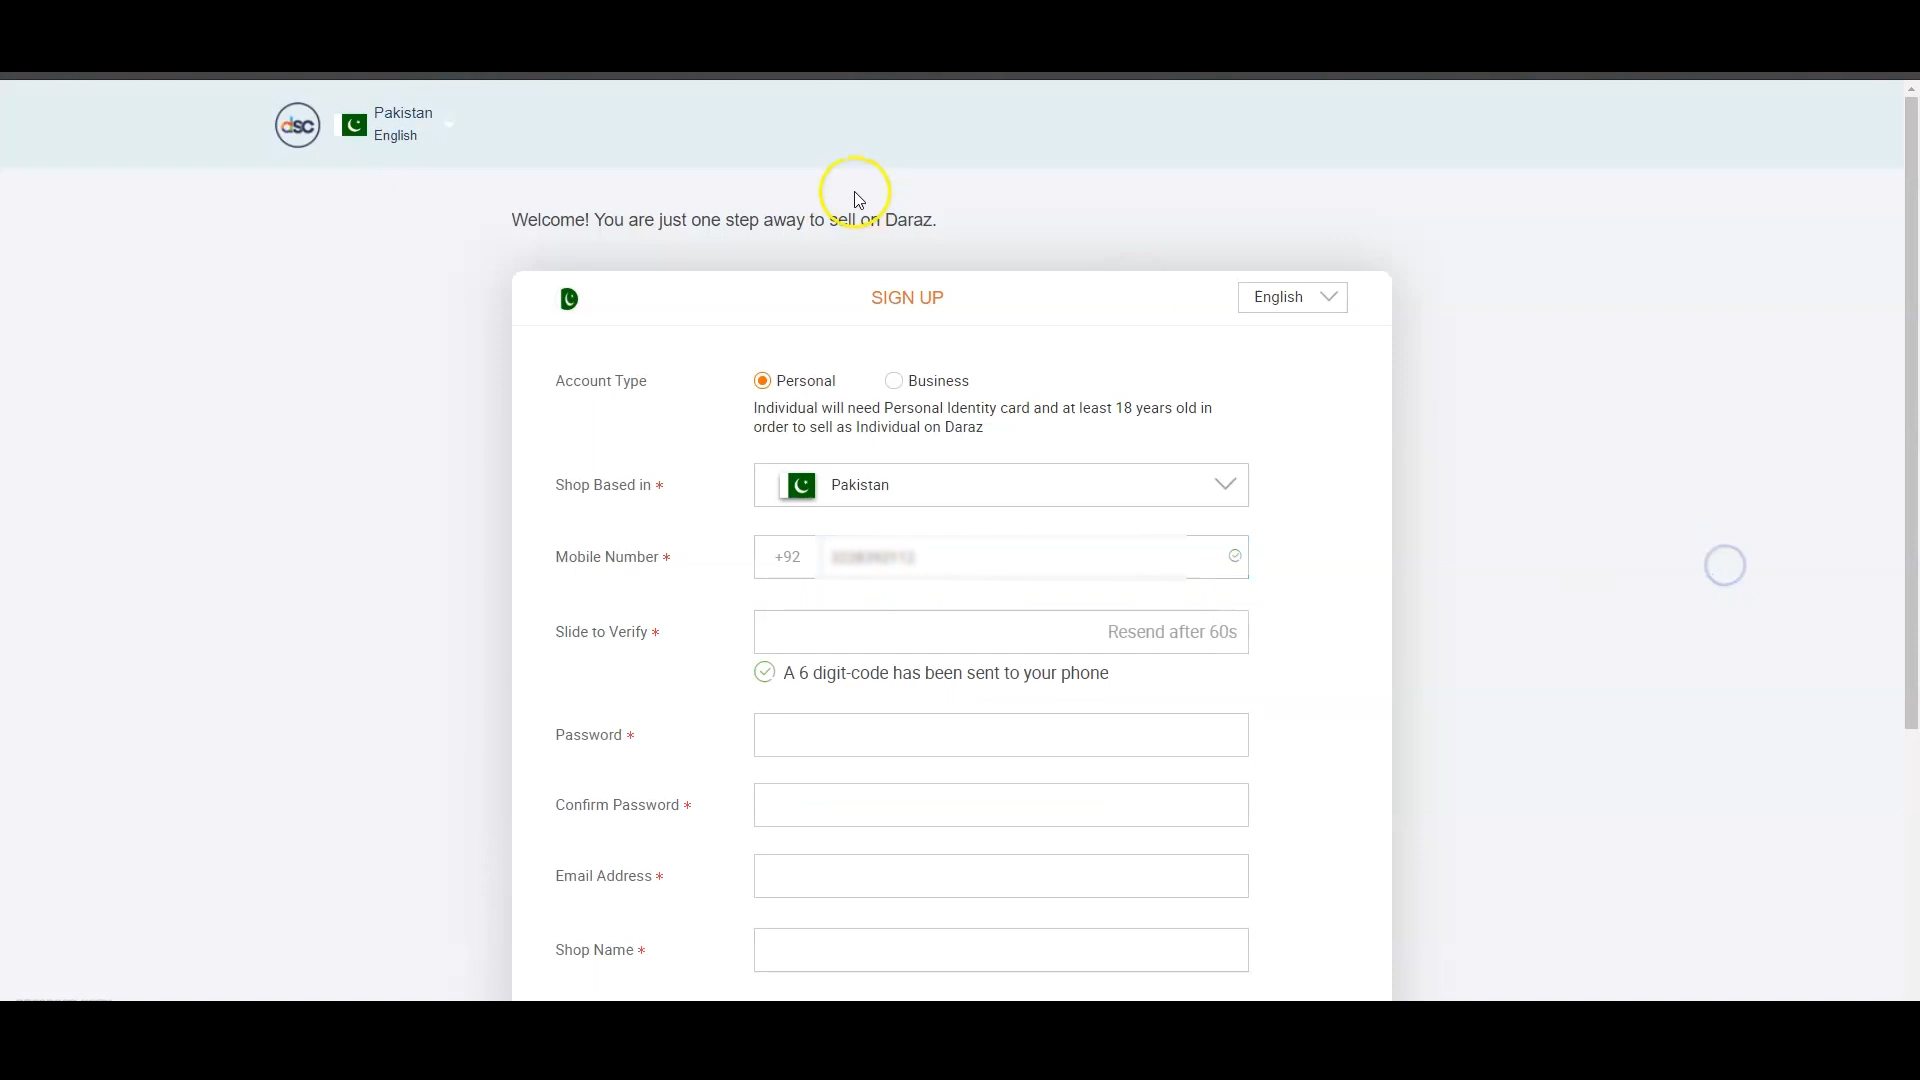 dsc
Pakistan
English
Welcome! You are just one step away to sell on Daraz.
SIGN UP
English
Account Type
Personal
Business
Individual will need Personal Identity card and at least 18 years old in
order to sell as Individual on Daraz
Shop Based in *
Pakistan
Mobile Number *
+92
Slide to Verify *
Resend after 60s
A 6 digit-code has been sent to your phone
Password *
Confirm Password *
Email Address *
Shop Name *